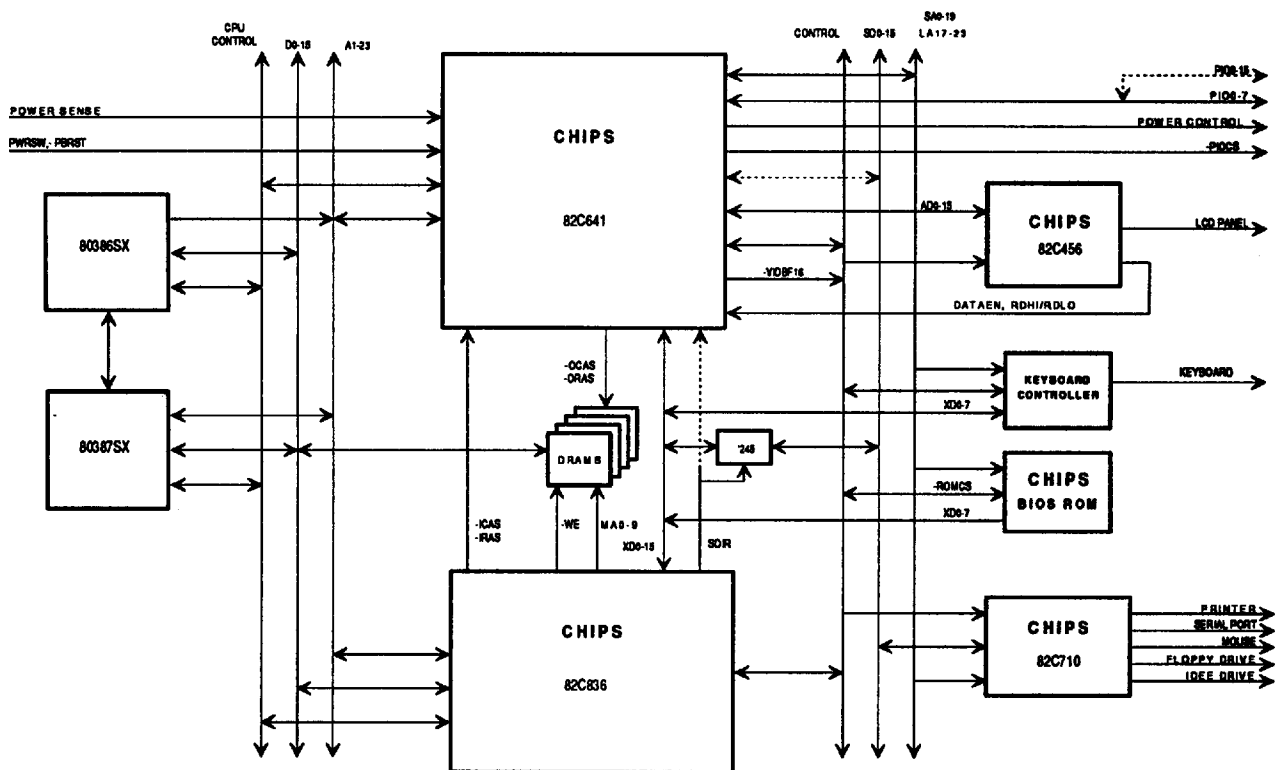 CPU
CONTROL
D0-15
A1-23
CONTROL
SD0-15
SA0-19
LA17-23
POWER SENSE
PWRSW,-PBRST
CHIPS
82C641
PIO8-15
PIO0-7
POWER CONTROL
-PIOCS
80386SX
AD0-15
CHIPS
82C456
LCD PANEL
-VIDBF16
DATAEN, RDHI/RDLO
80387SX
-OCAS
-ORAS
DRAMS
'245
KEYBOARD
CONTROLLER
KEYBOARD
XD0-7
CHIPS
BIOS ROM
-ROMCS
XD0-7
-ICAS
-IRAS
-WE
MA0-9
XD0-15
SDIR
CHIPS
82C836
CHIPS
82C710
PRINTER
SERIAL PORT
MOUSE
FLOPPY DRIVE
IDEE DRIVE